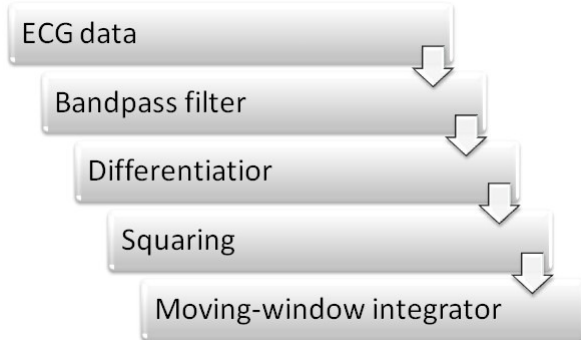 ECG data
Bandpass filter
Differentiatior
Squaring
Moving-window integrator